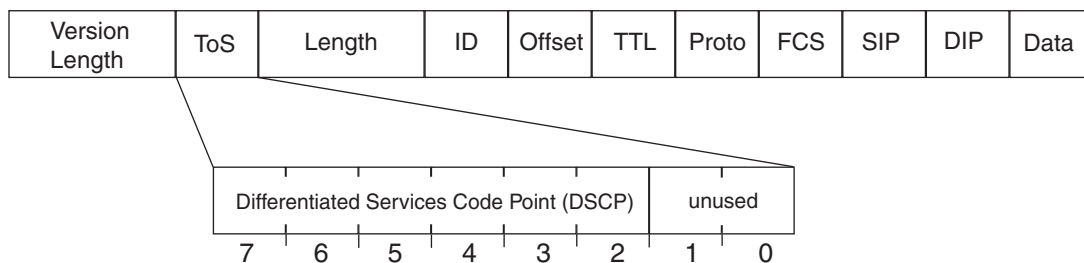 Version Length ToS Length ID Offset TTL Proto FCS SIP DIP Data
Differentiated Services Code Point (DSCP) unused
7 6 5 4 3 2 1 0